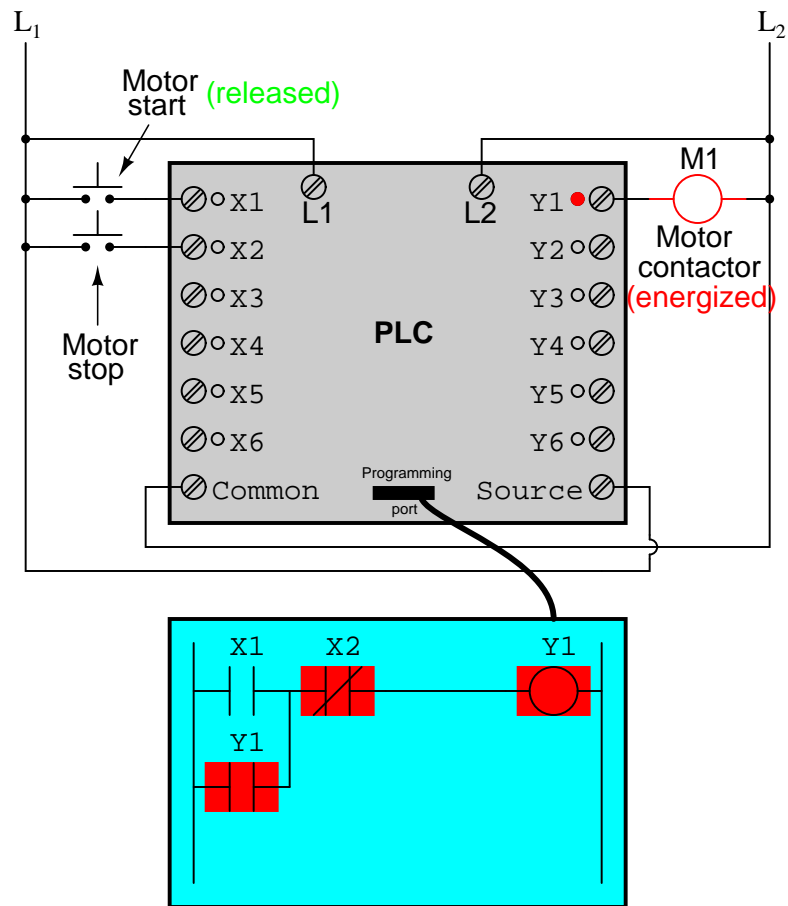 L1
L2
Motor
start (released)
M1
X1
L1
L2
Y1
X2
Y2
Motor
contactor
(energized)
X3
Y3
Motor
stop
X4
PLC
Y4
X5
Y5
X6
Y6
Common
Programming
port
Source
X1
X2
Y1
Y1